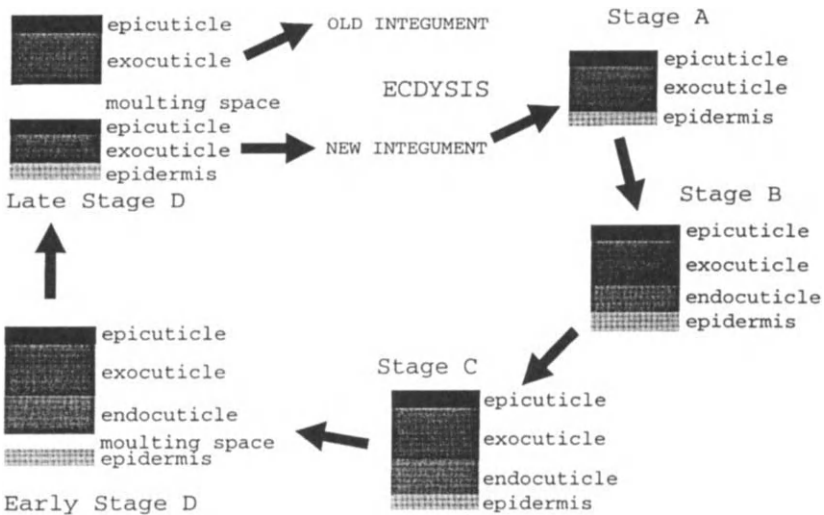 epicuticle
exocuticle
OLD INTEGUMENT
moulting space
ECDYSIS
epicuticle
exocuticle
epidermis
NEW INTEGUMENT
Late Stage D
Stage A
epicuticle
exocuticle
epidermis
Stage B
epicuticle
exocuticle
endocuticle
epidermis
Stage C
epicuticle
exocuticle
endocuticle
epidermis
epicuticle
exocuticle
endocuticle
moulting space
epidermis
Early Stage D